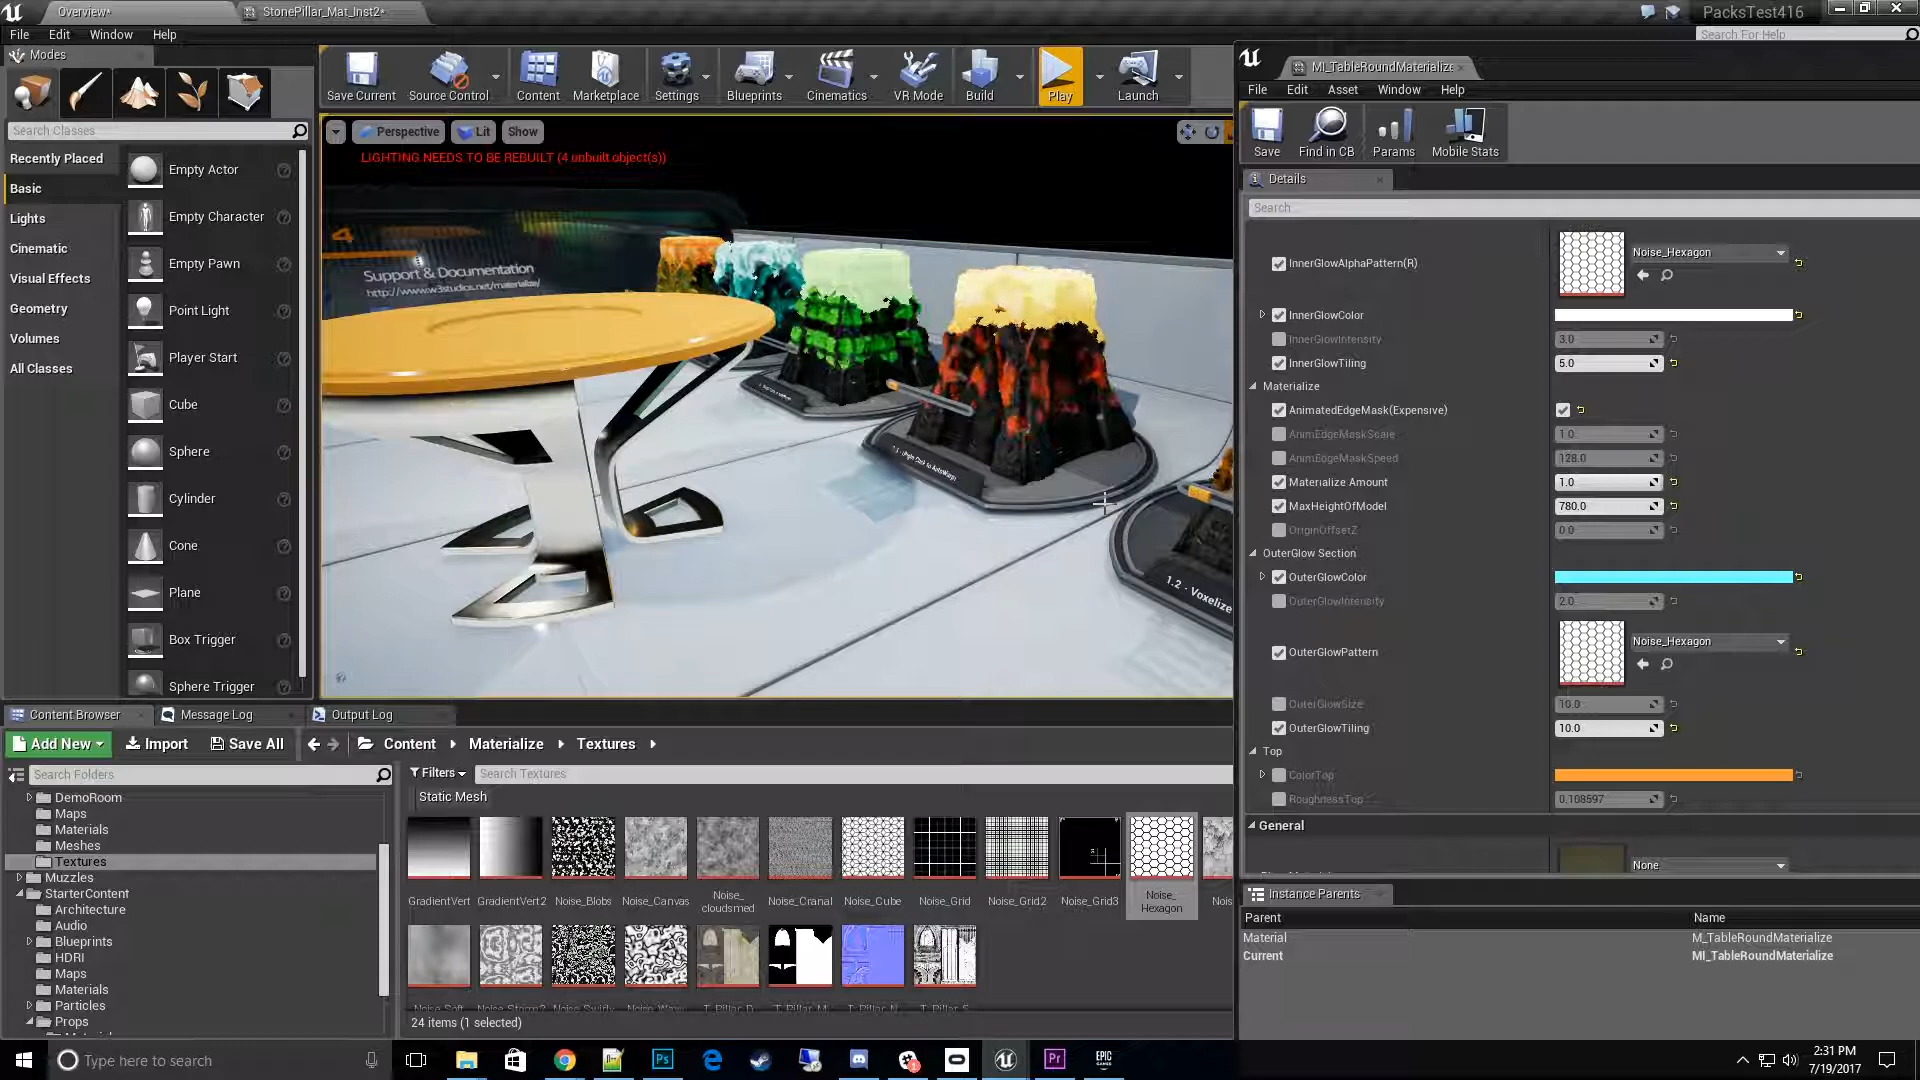 Overview*
StonePillar_Mat_Inst2*
PacksTest416
File Edit Window Help
Search For Help
Modes
Search Classes
Recently Placed
Basic
Lights
Cinematic
Visual Effects
Geometry
Volumes
All Classes
Empty Actor
Empty Character
Empty Pawn
Point Light
Player Start
Cube
Sphere
Cylinder
Cone
Plane
Box Trigger
Sphere Trigger
Save Current
Source Control
Content
Marketplace
Settings
Blueprints
Cinematics
VR Mode
Build
Play
Launch
Perspective
Lit
Show
LIGHTING NEEDS TO BE REBUILT (4 unbuilt object(s))
4
Support & Documentation
http://www.w3studios.net/materialize/
1.2 - Voxelize
MI_TableRoundMaterialize
File Edit Asset Window Help
Save
Find in CB
Params
Mobile Stats
Details
Search
InnerGlowAlphaPattern(R)
Noise_Hexagon
InnerGlowColor
InnerGlowIntensity 3.0
InnerGlowTiling 5.0
Materialize
AnimatedEdgeMask(Expensive)
AnimEdgeMaskScale 1.0
AnimEdgeMaskSpeed 128.0
Materialize Amount 1.0
MaxHeightOfModel 780.0
OriginOffsetZ 0.0
OuterGlow Section
OuterGlowColor
OuterGlowIntensity 2.0
OuterGlowPattern
Noise_Hexagon
OuterGlowSize 10.0
OuterGlowTiling 10.0
Top
ColorTop
RoughnessTop 0.108597
General
None
Instance Parents
Parent Name
Material M_TableRoundMaterialize
Current MI_TableRoundMaterialize
Content Browser
Message Log
Output Log
Add New
Import
Save All
Content
Materialize
Textures
Search Folders
Filters
Search Textures
Static Mesh
DemoRoom
Maps
Materials
Meshes
Textures
Muzzles
StarterContent
Architecture
Audio
Blueprints
HDRI
Maps
Materials
Particles
Props
GradientVert
GradientVert2
Noise_Blobs
Noise_Canvas
Noise_
cloudsmed
Noise_Cranal
Noise_Cube
Noise_Grid
Noise_Grid2
Noise_Grid3
Noise_
Hexagon
24 items (1 selected)
Type here to search
Ps
Pr
EPIC
GAMES
2:31 PM
7/19/2017